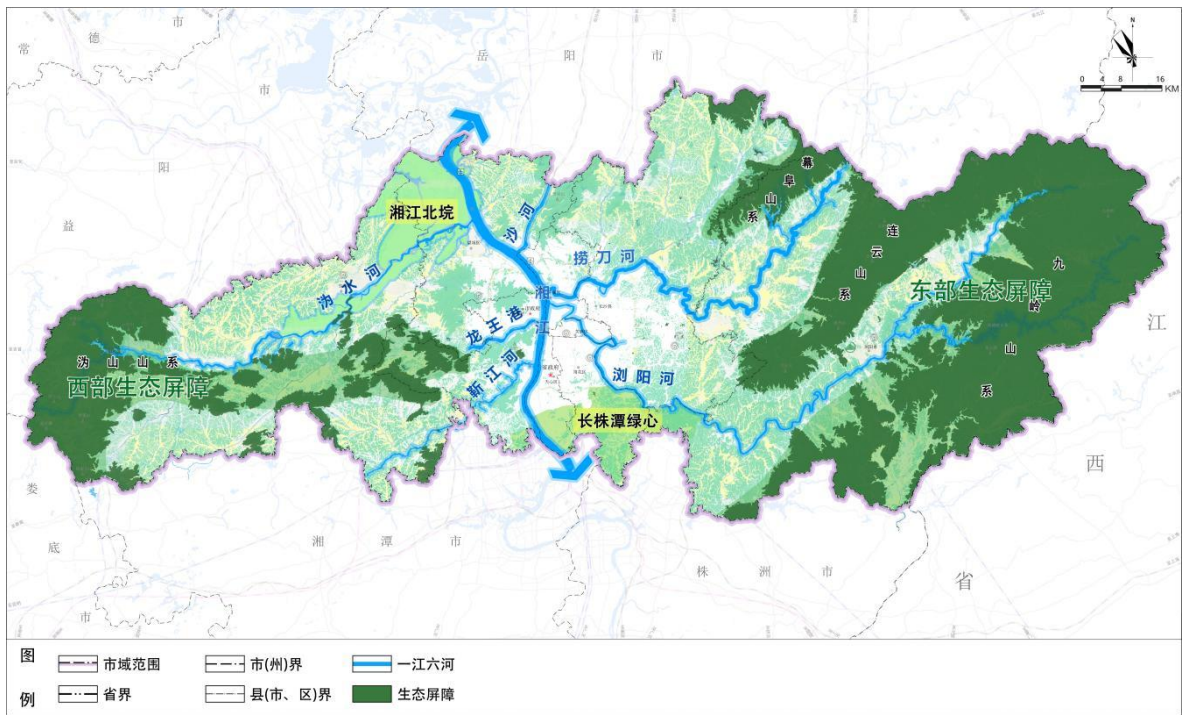 常德市
岳阳市
益阳市
N
0 4 8 16
KM
幕阜山系
湘江北垸
沙河
连云山系
捞刀河
沩水河
九岭山系
东部生态屏障
湘江
龙王港
江西省
沩山山系
西部生态屏障
靳江河
浏阳河
长株潭绿心
娄底市
湘潭市
株洲市
图例
市域范围
市(州)界
一江六河
省界
县(市、区)界
生态屏障